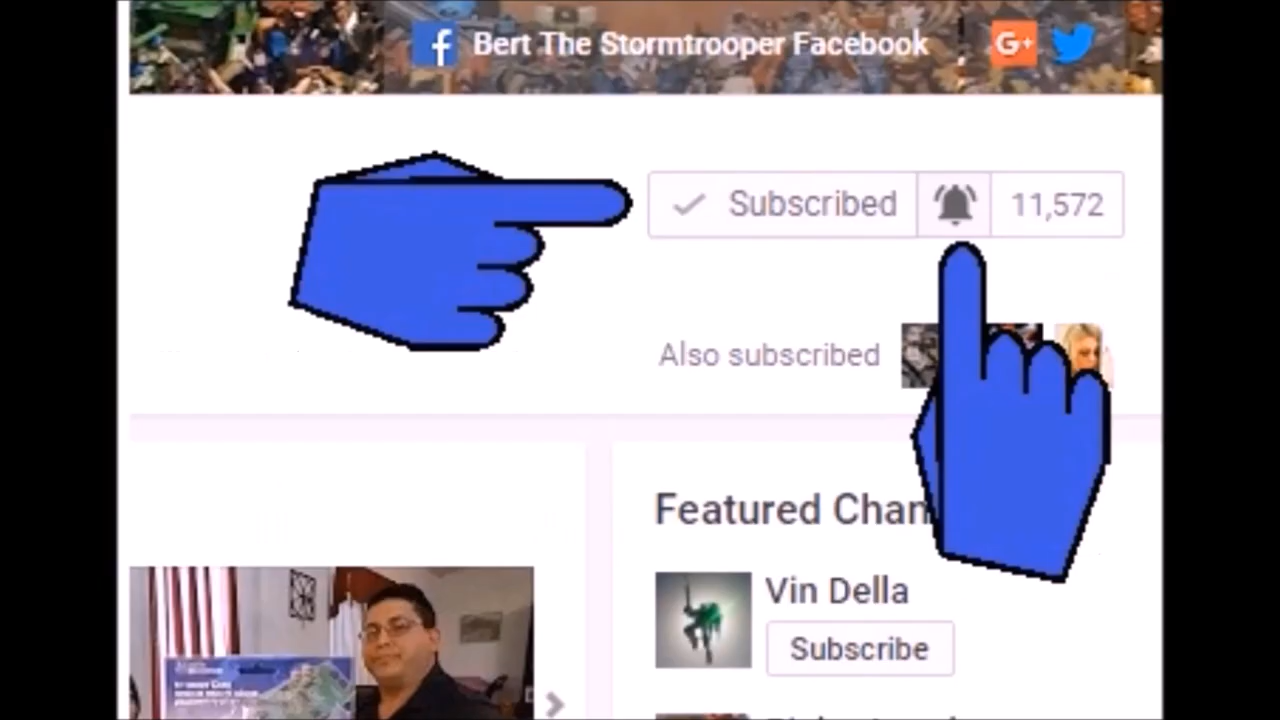 f Bert The Stormtrooper Facebook G+
Subscribed 11,572
Also subscribed
Featured Chan
Vin Della
Subscribe